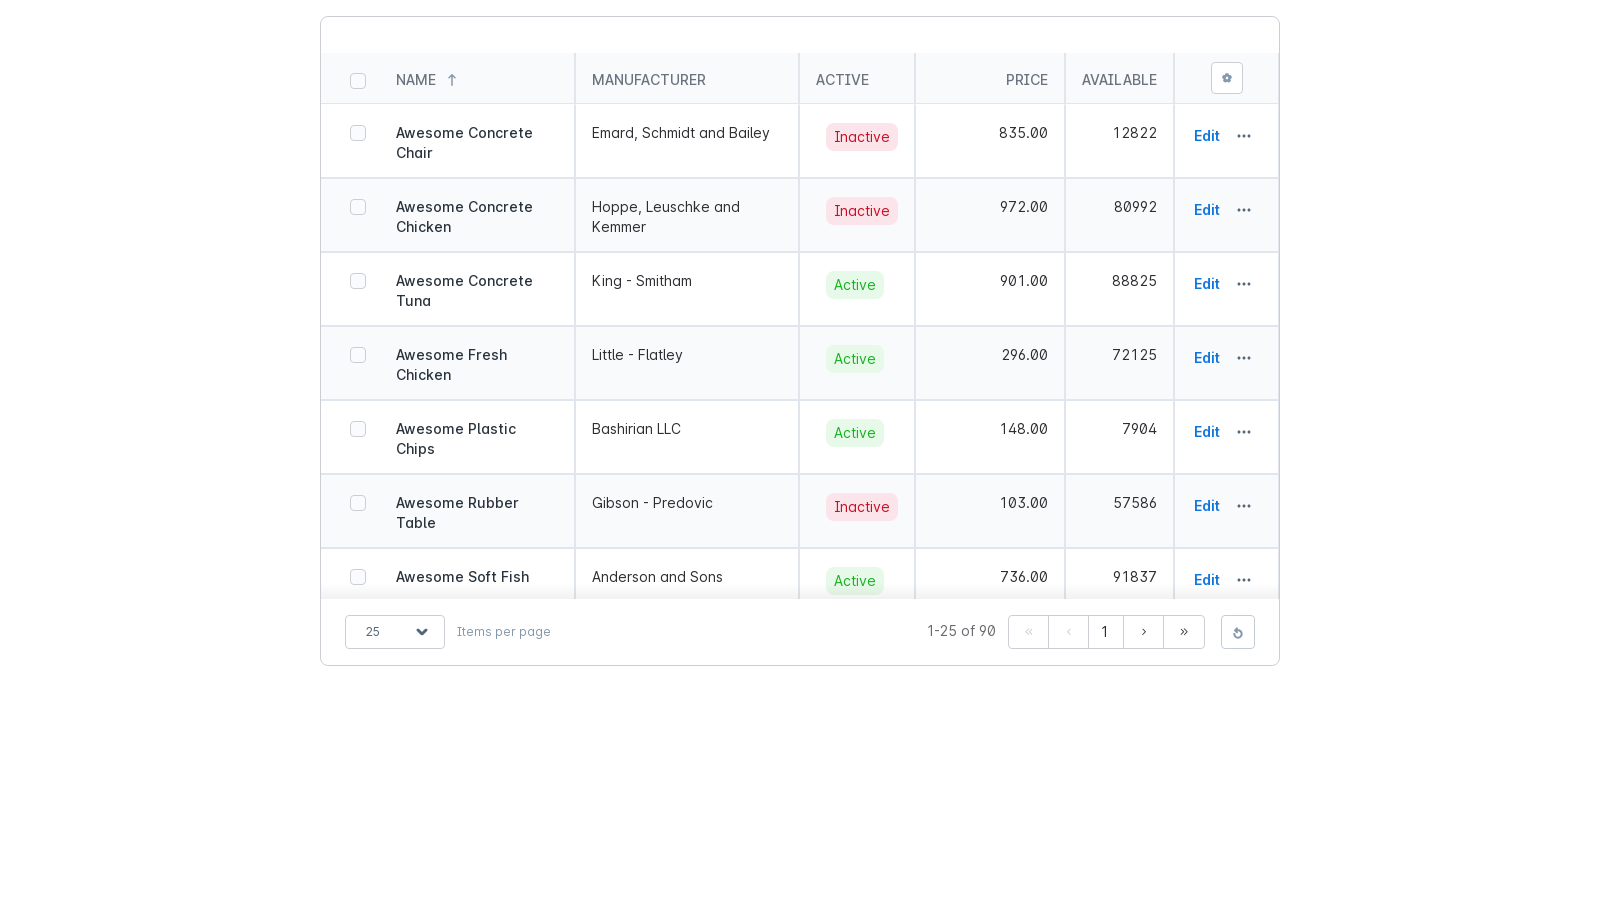 NAME ↑ MANUFACTURER ACTIVE PRICE AVAILABLE
Awesome Concrete Emard, Schmidt and Bailey Inactive 835.00 12822 Edit ...
Chair
Awesome Concrete Hoppe, Leuschke and Inactive 972.00 80992 Edit ...
Chicken Kemmer
Awesome Concrete King - Smitham Active 901.00 88825 Edit ...
Tuna
Awesome Fresh Little - Flatley Active 296.00 72125 Edit ...
Chicken
Awesome Plastic Bashirian LLC Active 148.00 7904 Edit ...
Chips
Awesome Rubber Gibson - Predovic Inactive 103.00 57586 Edit ...
Table
Awesome Soft Fish Anderson and Sons Active 736.00 91837 Edit ...
25 Items per page 1-25 of 90 « ‹ 1 › »